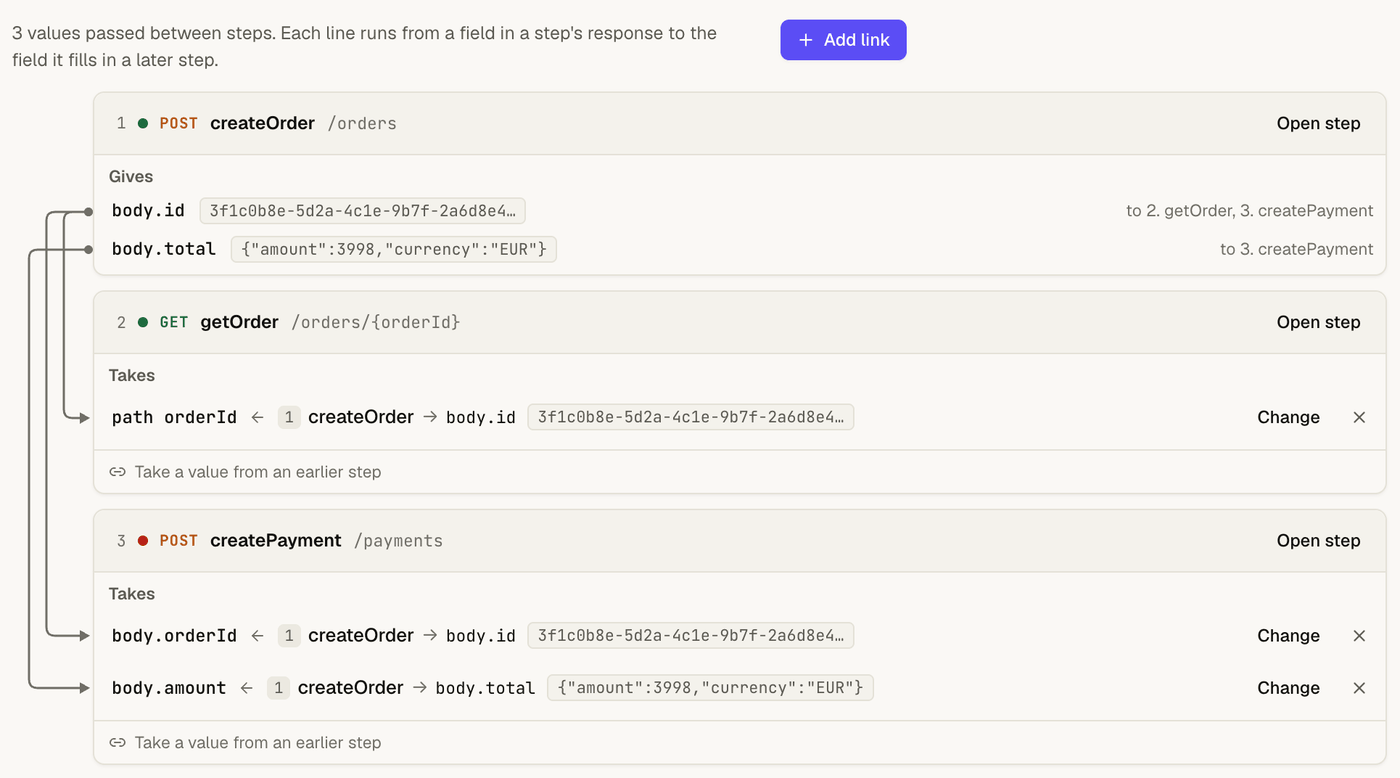 3 values passed between steps. Each line runs from a field in a step's response to the
field it fills in a later step.
+ Add link
1 POST createOrder /orders Open step
Gives
body.id 3f1c0b8e-5d2a-4c1e-9b7f-2a6d8e4… to 2. getOrder, 3. createPayment
body.total {"amount":3998,"currency":"EUR"} to 3. createPayment
2 GET getOrder /orders/{orderId} Open step
Takes
path orderId ← 1 createOrder → body.id 3f1c0b8e-5d2a-4c1e-9b7f-2a6d8e4… Change ×
Take a value from an earlier step
3 POST createPayment /payments Open step
Takes
body.orderId ← 1 createOrder → body.id 3f1c0b8e-5d2a-4c1e-9b7f-2a6d8e4… Change ×
body.amount ← 1 createOrder → body.total {"amount":3998,"currency":"EUR"} Change ×
Take a value from an earlier step